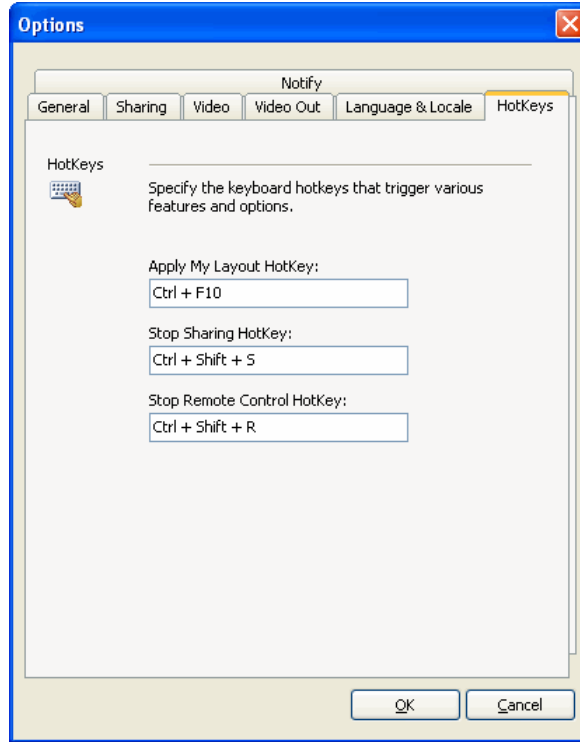 Options
Notify
General Sharing Video Video Out Language & Locale HotKeys
HotKeys
Specify the keyboard hotkeys that trigger various
features and options.
Apply My Layout HotKey:
Ctrl + F10
Stop Sharing HotKey:
Ctrl + Shift + S
Stop Remote Control HotKey:
Ctrl + Shift + R
OK Cancel